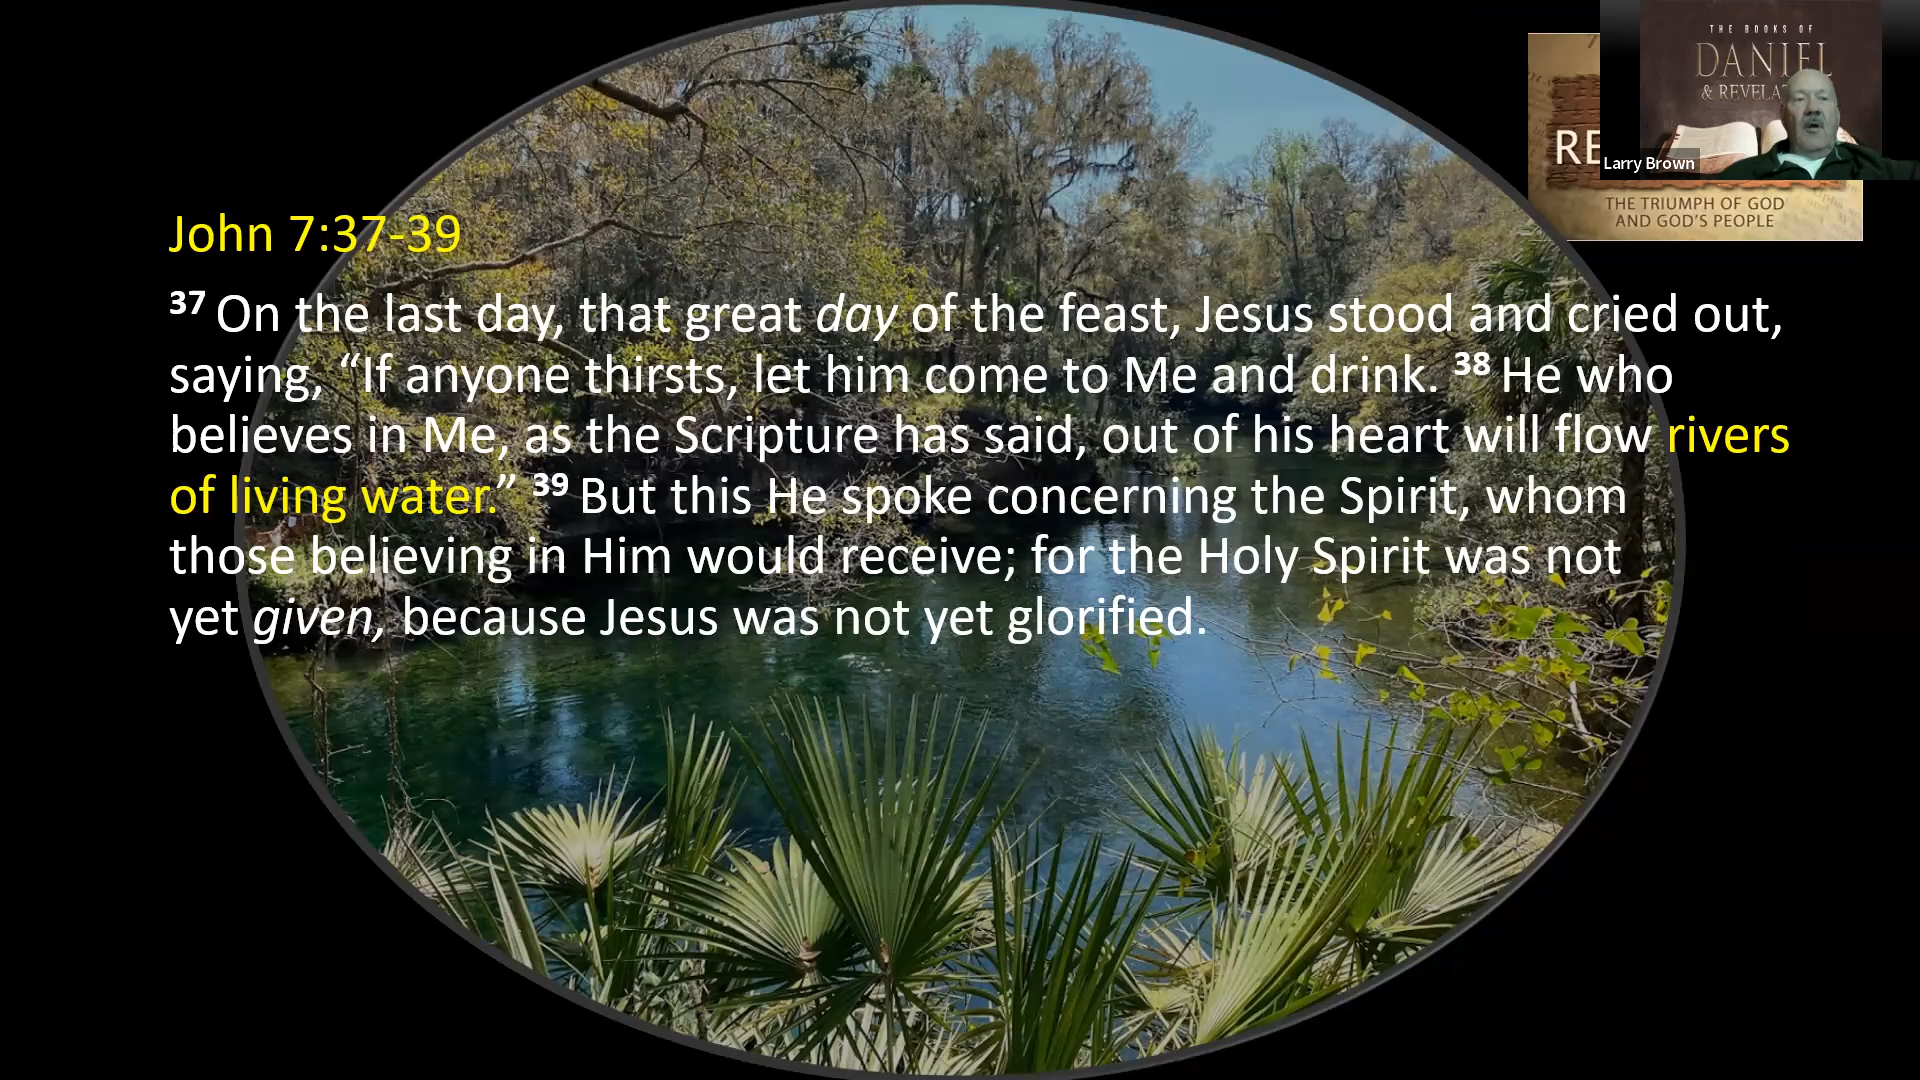 THE BOOKS OF
DANIEL
& REVELAT
RE
Larry Brown
THE TRIUMPH OF GOD
AND GOD'S PEOPLE
John 7:37-39
37 On the last day, that great day of the feast, Jesus stood and cried out,
saying, “If anyone thirsts, let him come to Me and drink. 38 He who
believes in Me, as the Scripture has said, out of his heart will flow rivers
of living water.” 39 But this He spoke concerning the Spirit, whom
those believing in Him would receive; for the Holy Spirit was not
yet given, because Jesus was not yet glorified.